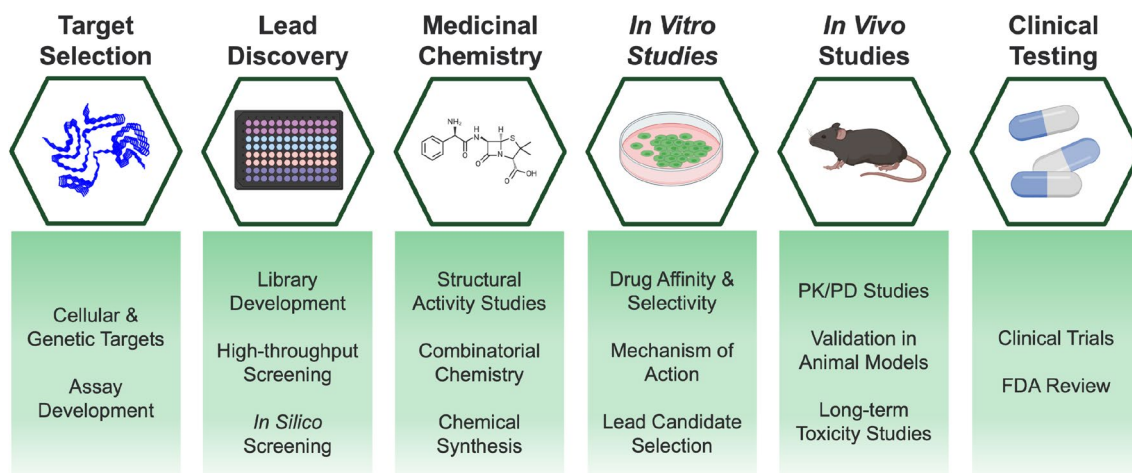 Target
Selection
Lead
Discovery
Medicinal
Chemistry
In Vitro
Studies
In Vivo
Studies
Clinical
Testing
NH₂
H
N
H
S
O
O
N
O
OH
Cellular &
Genetic Targets
Assay
Development
Library
Development
High-throughput
Screening
In Silico
Screening
Structural
Activity Studies
Combinatorial
Chemistry
Chemical
Synthesis
Drug Affinity &
Selectivity
Mechanism of
Action
Lead Candidate
Selection
PK/PD Studies
Validation in
Animal Models
Long-term
Toxicity Studies
Clinical Trials
FDA Review